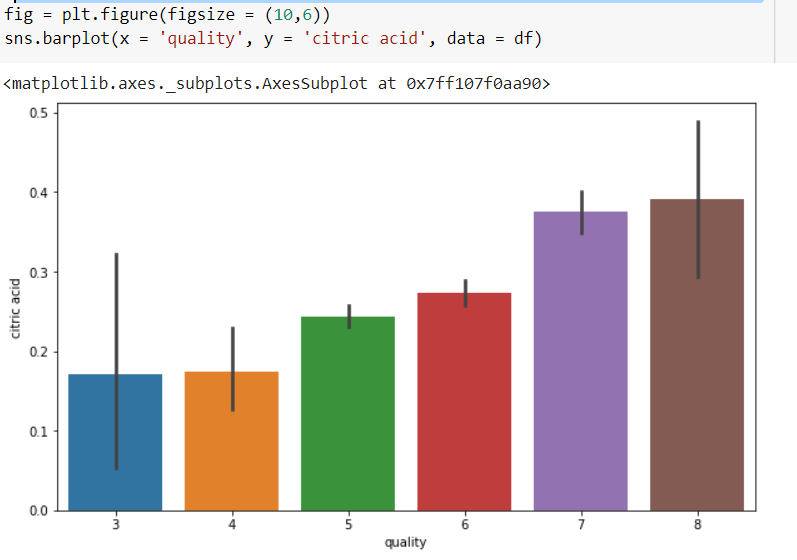 fig = plt.figure(figsize = (10,6))
sns.barplot(x = 'quality', y = 'citric acid', data = df)
<matplotlib.axes._subplots.AxesSubplot at 0x7ff107f0aa90>
0.5
0.4
0.3
0.2
0.1
0.0
citric acid
3 4 5 6 7 8
quality